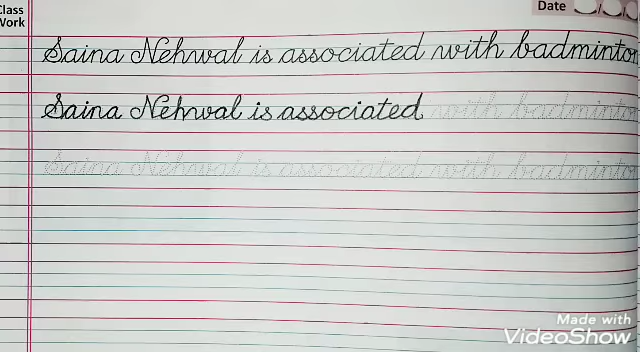 Class Work
Date
Saina Nehwal is associated with badminton
Saina Nehwal is associated with badminton
Saina Nehwal is associated with badminton
Made with
VideoShow